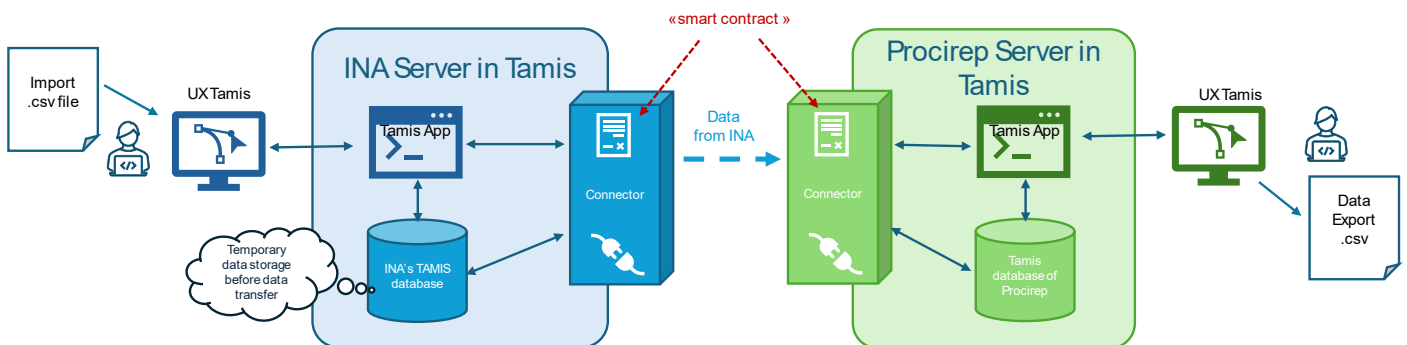 «smart contract »
Import
.csv file
UX Tamis
INA Server in Tamis
Tamis App
Connector
INA's TAMIS
database
Temporary
data storage
before data
transfer
Data
from INA
Procirep Server in
Tamis
Connector
Tamis App
Tamis
database of
Procirep
UX Tamis
Data
Export
.csv